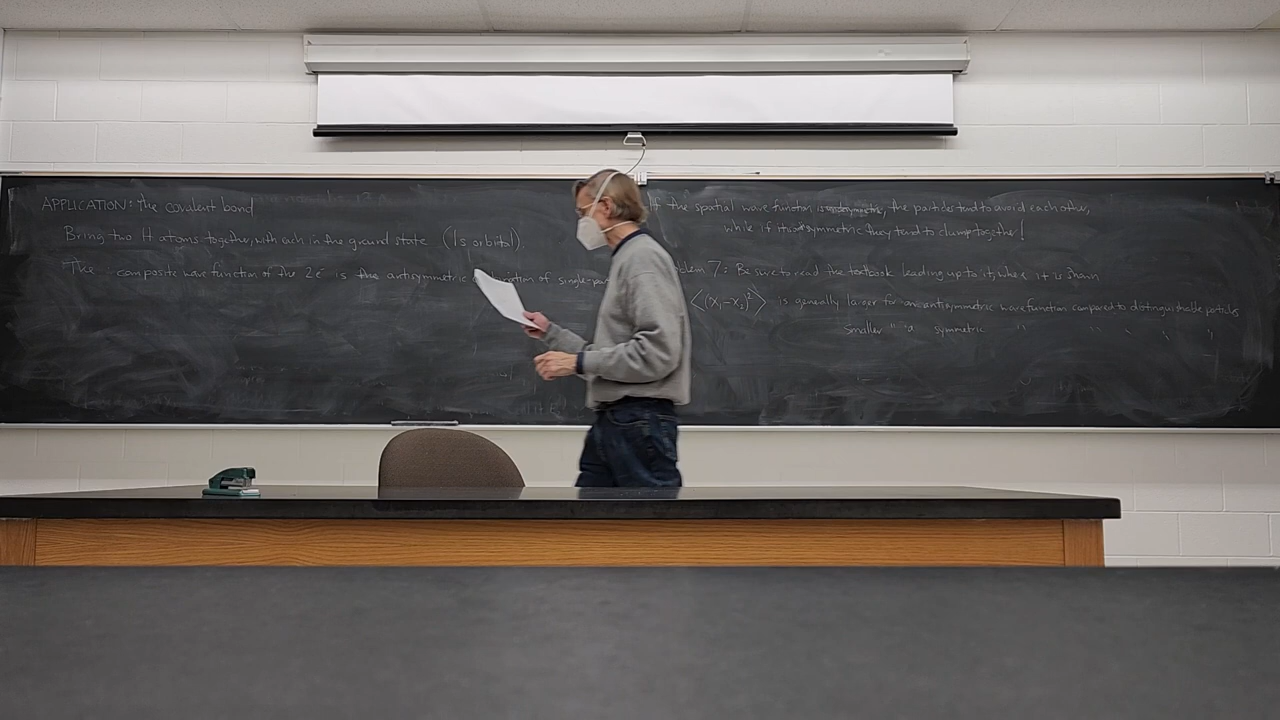 APPLICATION: The covalent bond
Bring two H atoms together, with each in the ground state (1s orbital).
The composite wave function of the 2e⁻ is the antisymmetric of single-par
If the spatial wave function is antisymmetric, the particles tend to avoid each other,
while if symmetric they tend to clump together!
blem 7: Be sure to read the textbook leading up to it, where it is shown
⟨(x₁-x₂)²⟩ is generally larger for an antisymmetric wave function compared to distinguishable particles
smaller " a symmetric " " " "